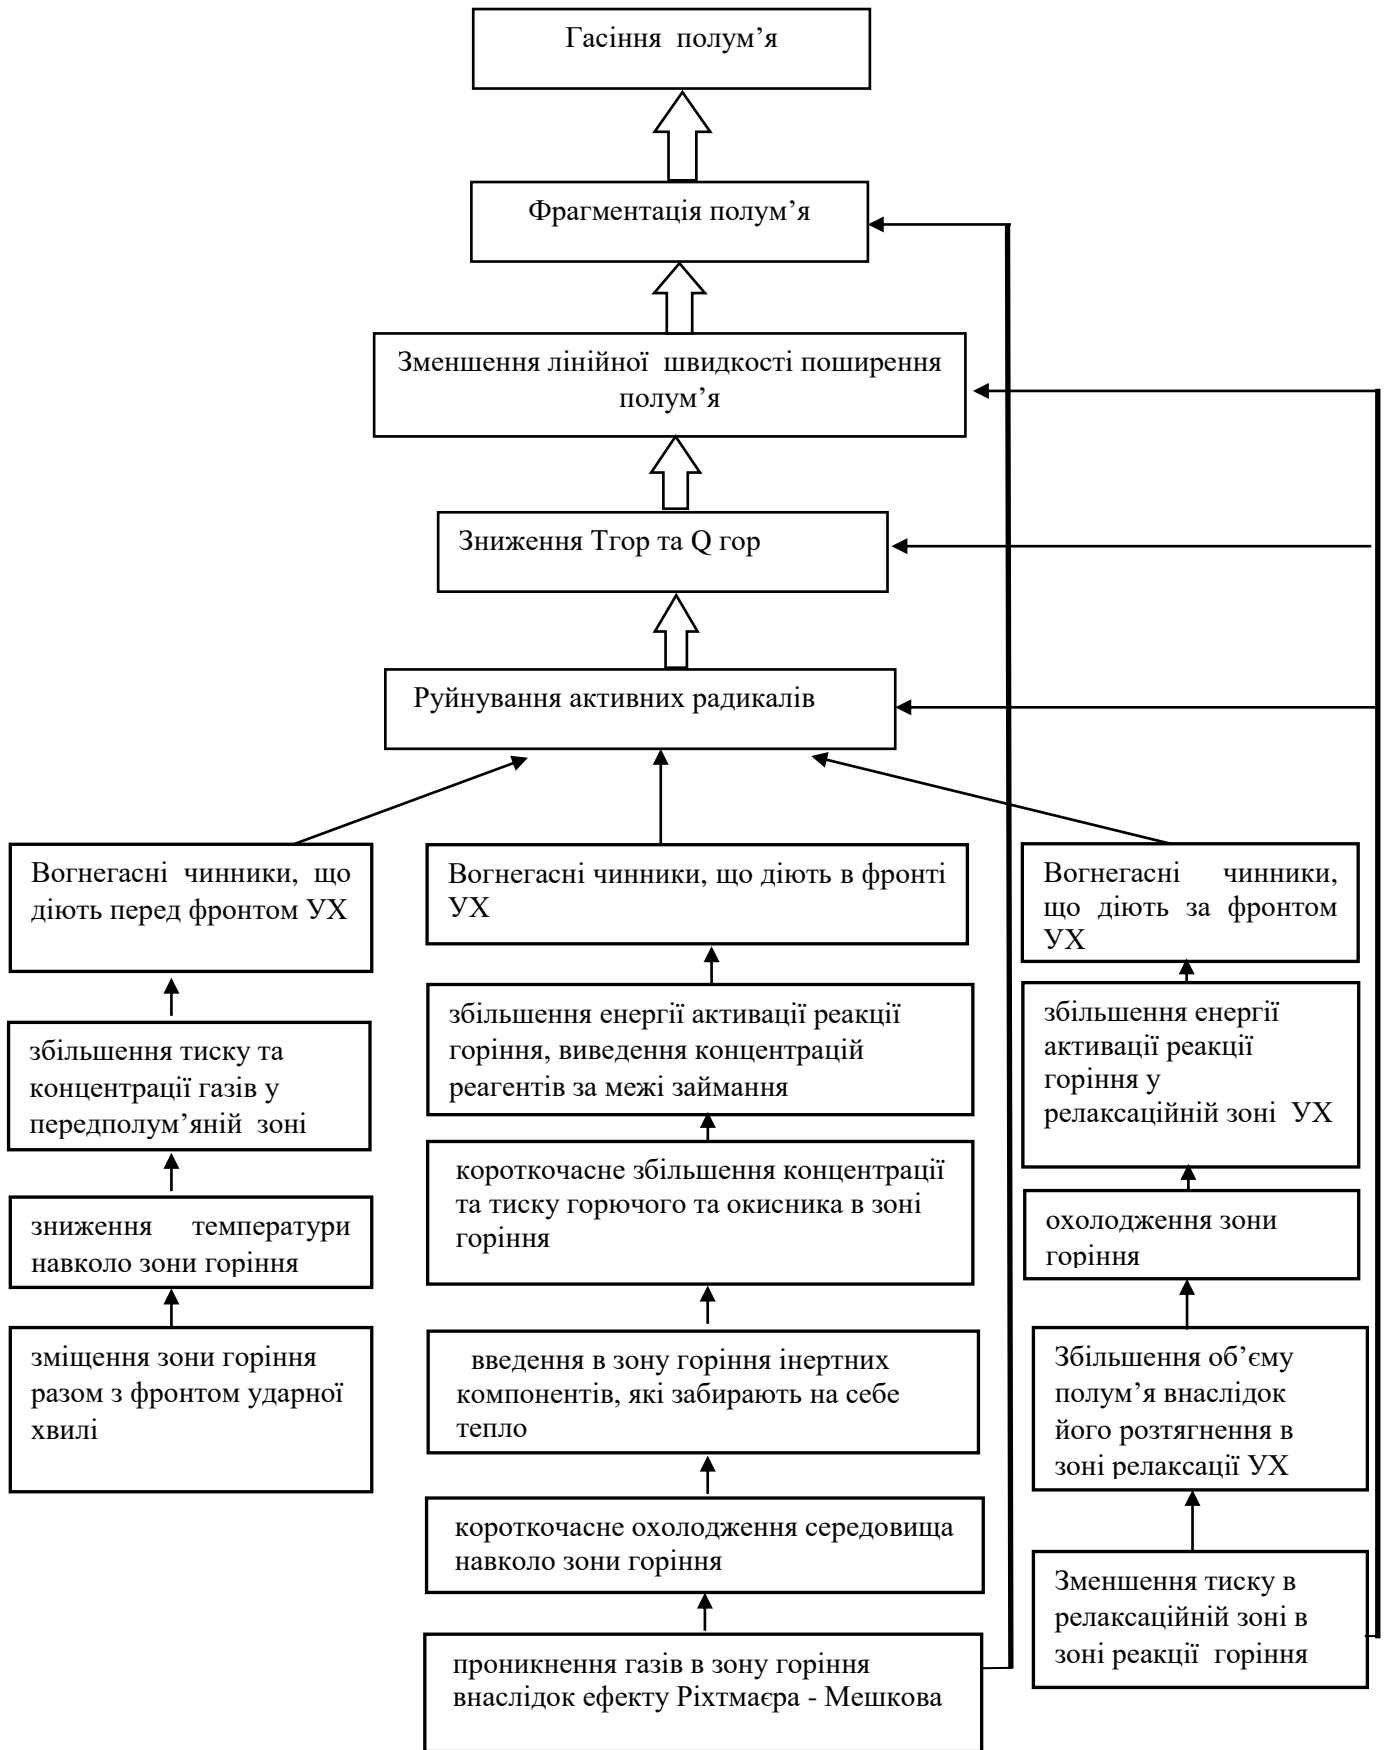 Гасіння полум’я
Фрагментація полум’я
Зменшення лінійної швидкості поширення
полум’я
Зниження Тгор та Q гор
Руйнування активних радикалів
Вогнегасні чинники, що
діють перед фронтом УХ
збільшення тиску та
концентрації газів у
передполум’яній зоні
зниження температури
навколо зони горіння
зміщення зони горіння
разом з фронтом ударної
хвилі
Вогнегасні чинники, що діють в фронті
УХ
збільшення енергії активації реакції
горіння, виведення концентрацій
реагентів за межі займання
короткочасне збільшення концентрації
та тиску горючого та окисника в зоні
горіння
введення в зону горіння інертних
компонентів, які забирають на себе
тепло
короткочасне охолодження середовища
навколо зони горіння
проникнення газів в зону горіння
внаслідок ефекту Ріхтмаєра - Мешкова
Вогнегасні чинники,
що діють за фронтом
УХ
збільшення енергії
активації реакції
горіння у
релаксаційній зоні УХ
охолодження зони
горіння
Збільшення об’єму
полум’я внаслідок
його розтягнення в
зоні релаксації УХ
Зменшення тиску в
релаксаційній зоні в
зоні реакції горіння